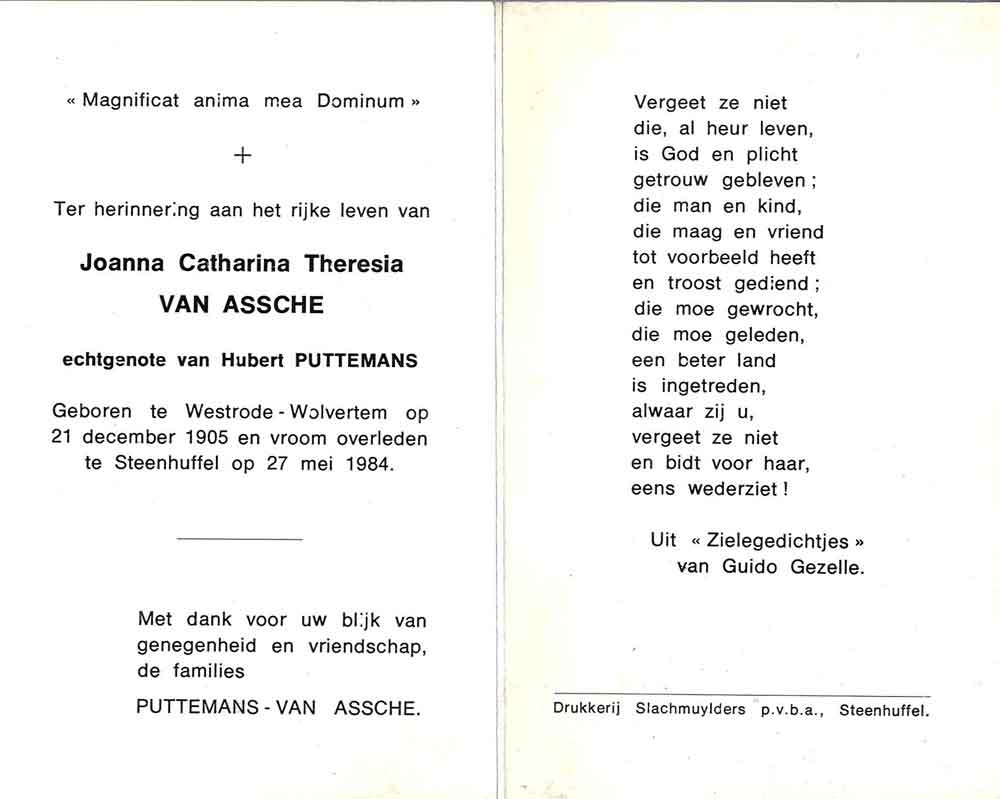 « Magnificat anima mea Dominum »
+
Ter herinnering aan het rijke leven van
Joanna Catharina Theresia
VAN ASSCHE
echtgenote van Hubert PUTTEMANS
Geboren te Westrode - Wolvertem op
21 december 1905 en vroom overleden
te Steenhuffel op 27 mei 1984.
Met dank voor uw blijk van
genegenheid en vriendschap,
de families
PUTTEMANS - VAN ASSCHE.
Vergeet ze niet
die, al heur leven,
is God en plicht
getrouw gebleven ;
die man en kind,
die maag en vriend
tot voorbeeld heeft
en troost gediend ;
die moe gewrocht,
die moe geleden,
een beter land
is ingetreden,
alwaar zij u,
vergeet ze niet
en bidt voor haar,
eens wederziet !
Uit « Zielegedichtjes »
van Guido Gezelle.
Drukkerij Slachmuylders p.v.b.a., Steenhuffel.